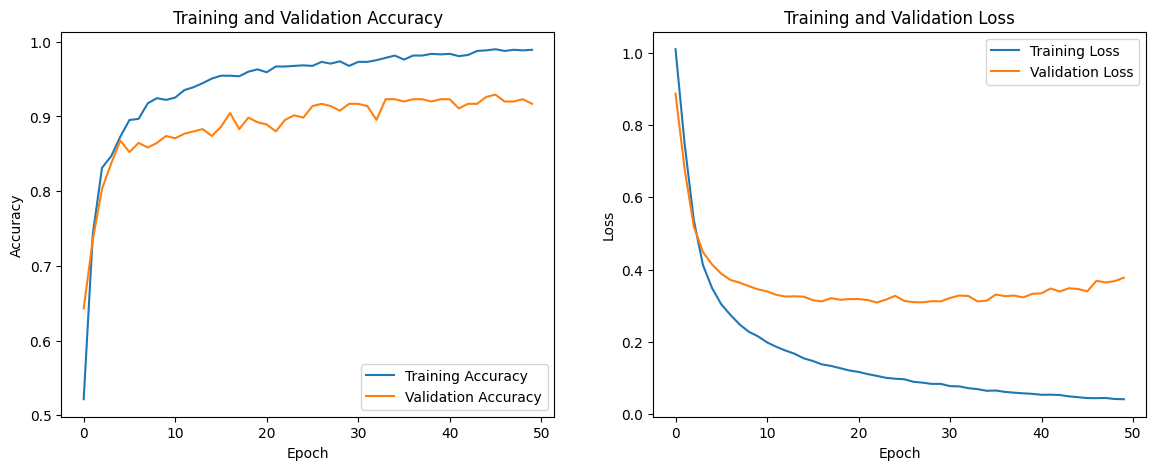 Training and Validation Accuracy
1.0
0.9
0.8
0.7
0.6
0.5
Accuracy
0
10
20
30
40
50
Epoch
Training Accuracy
Validation Accuracy
Training and Validation Loss
1.0
0.8
0.6
0.4
0.2
0.0
Loss
0
10
20
30
40
50
Epoch
Training Loss
Validation Loss